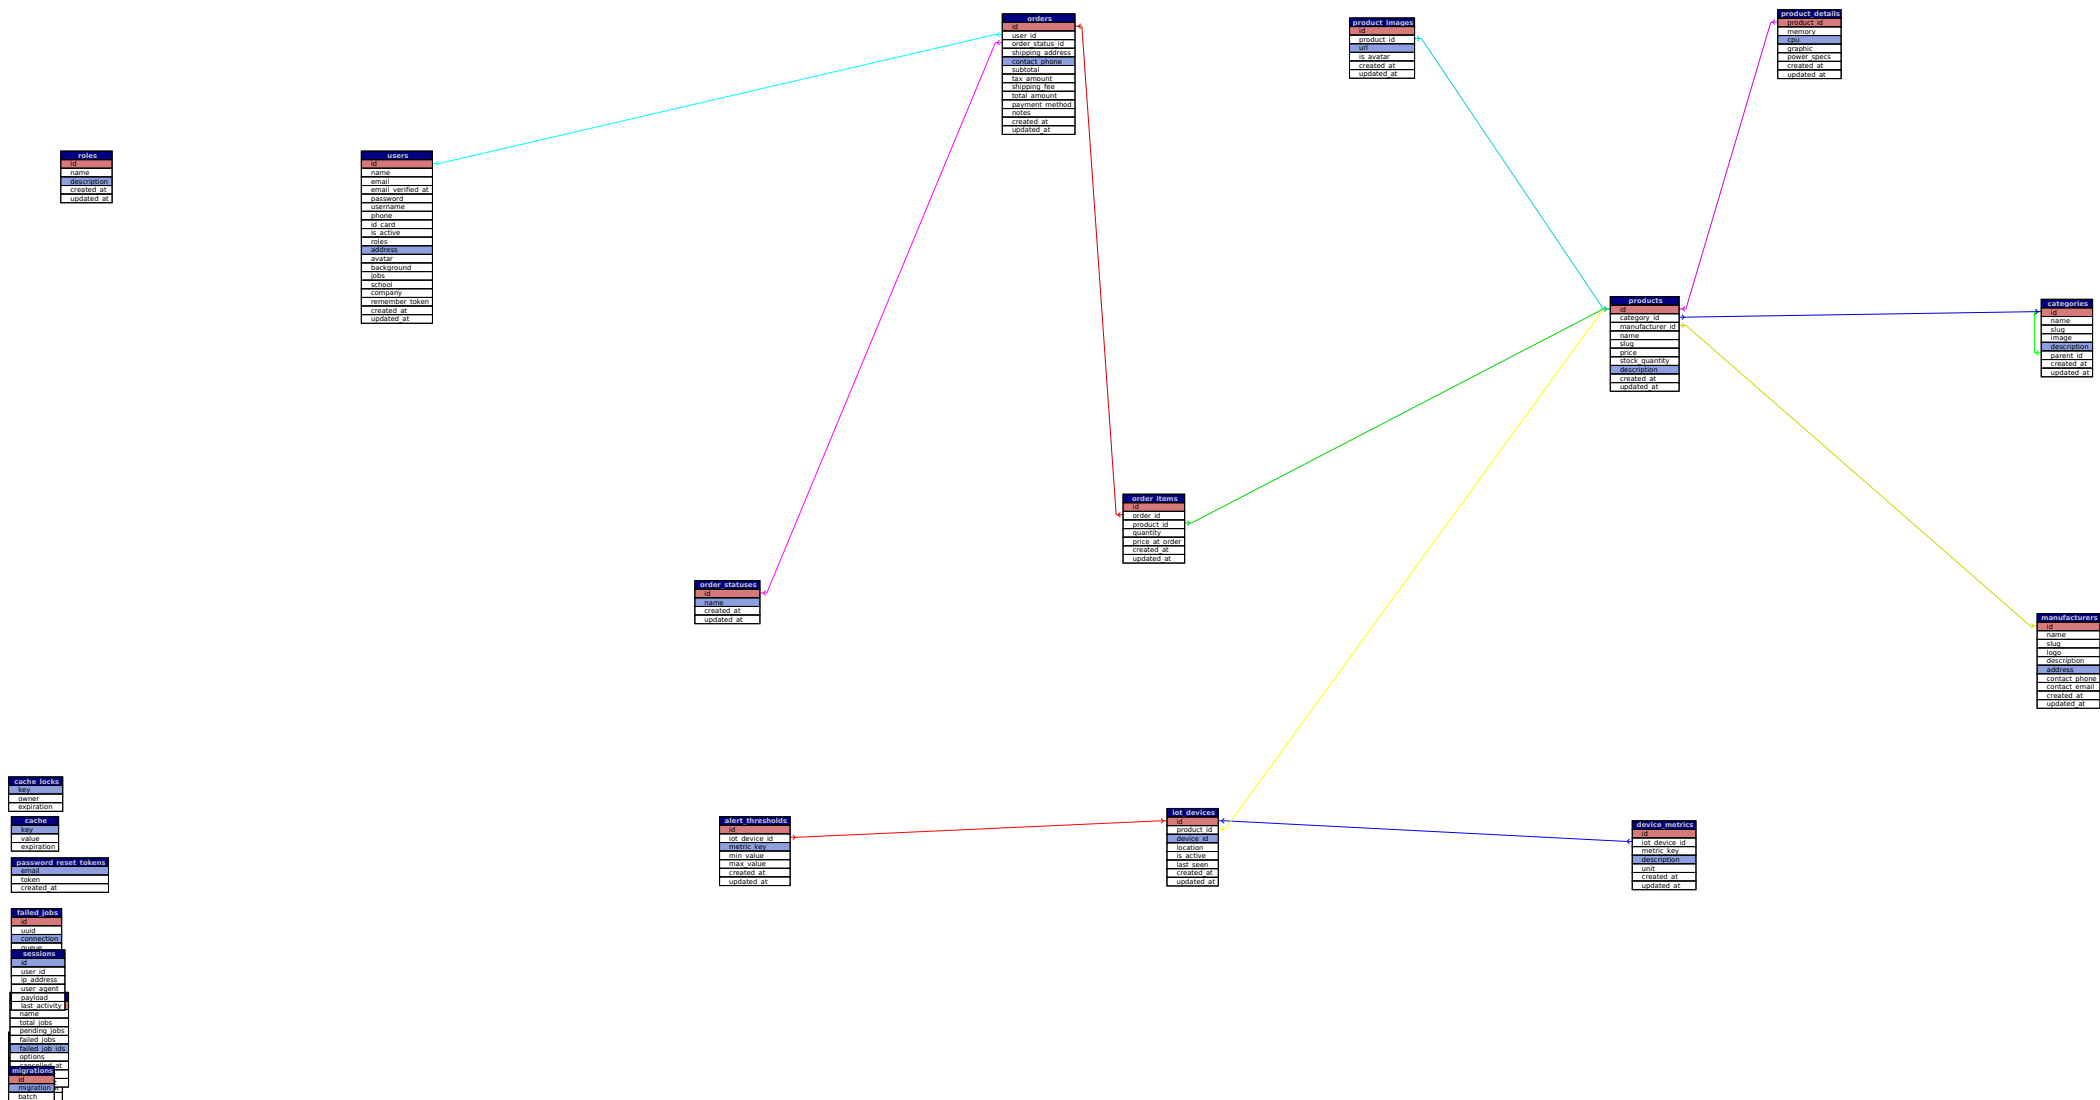 orders
id
user_id
order_status_id
shipping_address
contact_phone
subtotal
tax_amount
shipping_fee
total_amount
payment_method
notes
created_at
updated_at
product_images
id
product_id
url
is_avatar
created_at
updated_at
product_details
product_id
memory
cpu
graphic
power_specs
created_at
updated_at
roles
id
name
description
created_at
updated_at
users
id
name
email
email_verified_at
password
username
phone
id_card
is_active
roles
address
avatar
background
jobs
school
company
remember_token
created_at
updated_at
products
id
category_id
manufacturer_id
name
slug
price
stock_quantity
description
created_at
updated_at
categories
id
name
slug
image
description
parent_id
created_at
updated_at
order_items
id
order_id
product_id
quantity
price_at_order
created_at
updated_at
order_statuses
id
name
created_at
updated_at
manufacturers
id
name
slug
logo
description
address
contact_phone
contact_email
created_at
updated_at
cache_locks
key
owner
expiration
cache
key
value
expiration
password_reset_tokens
email
token
created_at
alert_thresholds
id
iot_device_id
metric_key
min_value
max_value
created_at
updated_at
iot_devices
id
product_id
device_id
location
is_active
last_seen
created_at
updated_at
device_metrics
id
iot_device_id
metric_key
description
unit
created_at
updated_at
failed_jobs
id
uuid
connection
queue
sessions
id
user_id
ip_address
user_agent
payload
last_activity
name
total_jobs
pending_jobs
failed_jobs
failed_job_ids
options
migrations
id
migration
batch